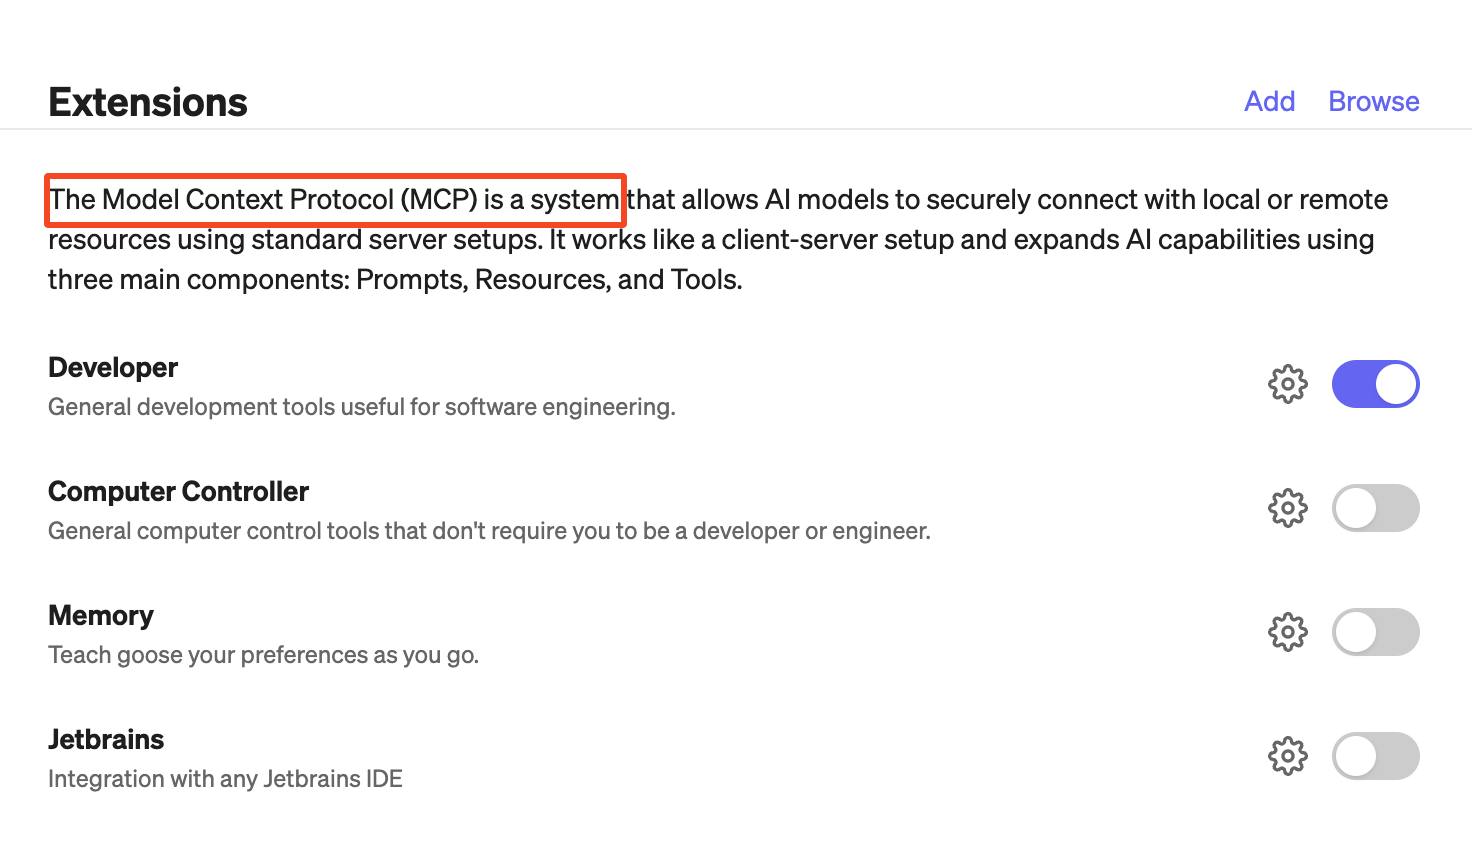 Extensions
Add Browse
The Model Context Protocol (MCP) is a system that allows AI models to securely connect with local or remote
resources using standard server setups. It works like a client-server setup and expands AI capabilities using
three main components: Prompts, Resources, and Tools.
Developer
General development tools useful for software engineering.
Computer Controller
General computer control tools that don't require you to be a developer or engineer.
Memory
Teach goose your preferences as you go.
Jetbrains
Integration with any Jetbrains IDE